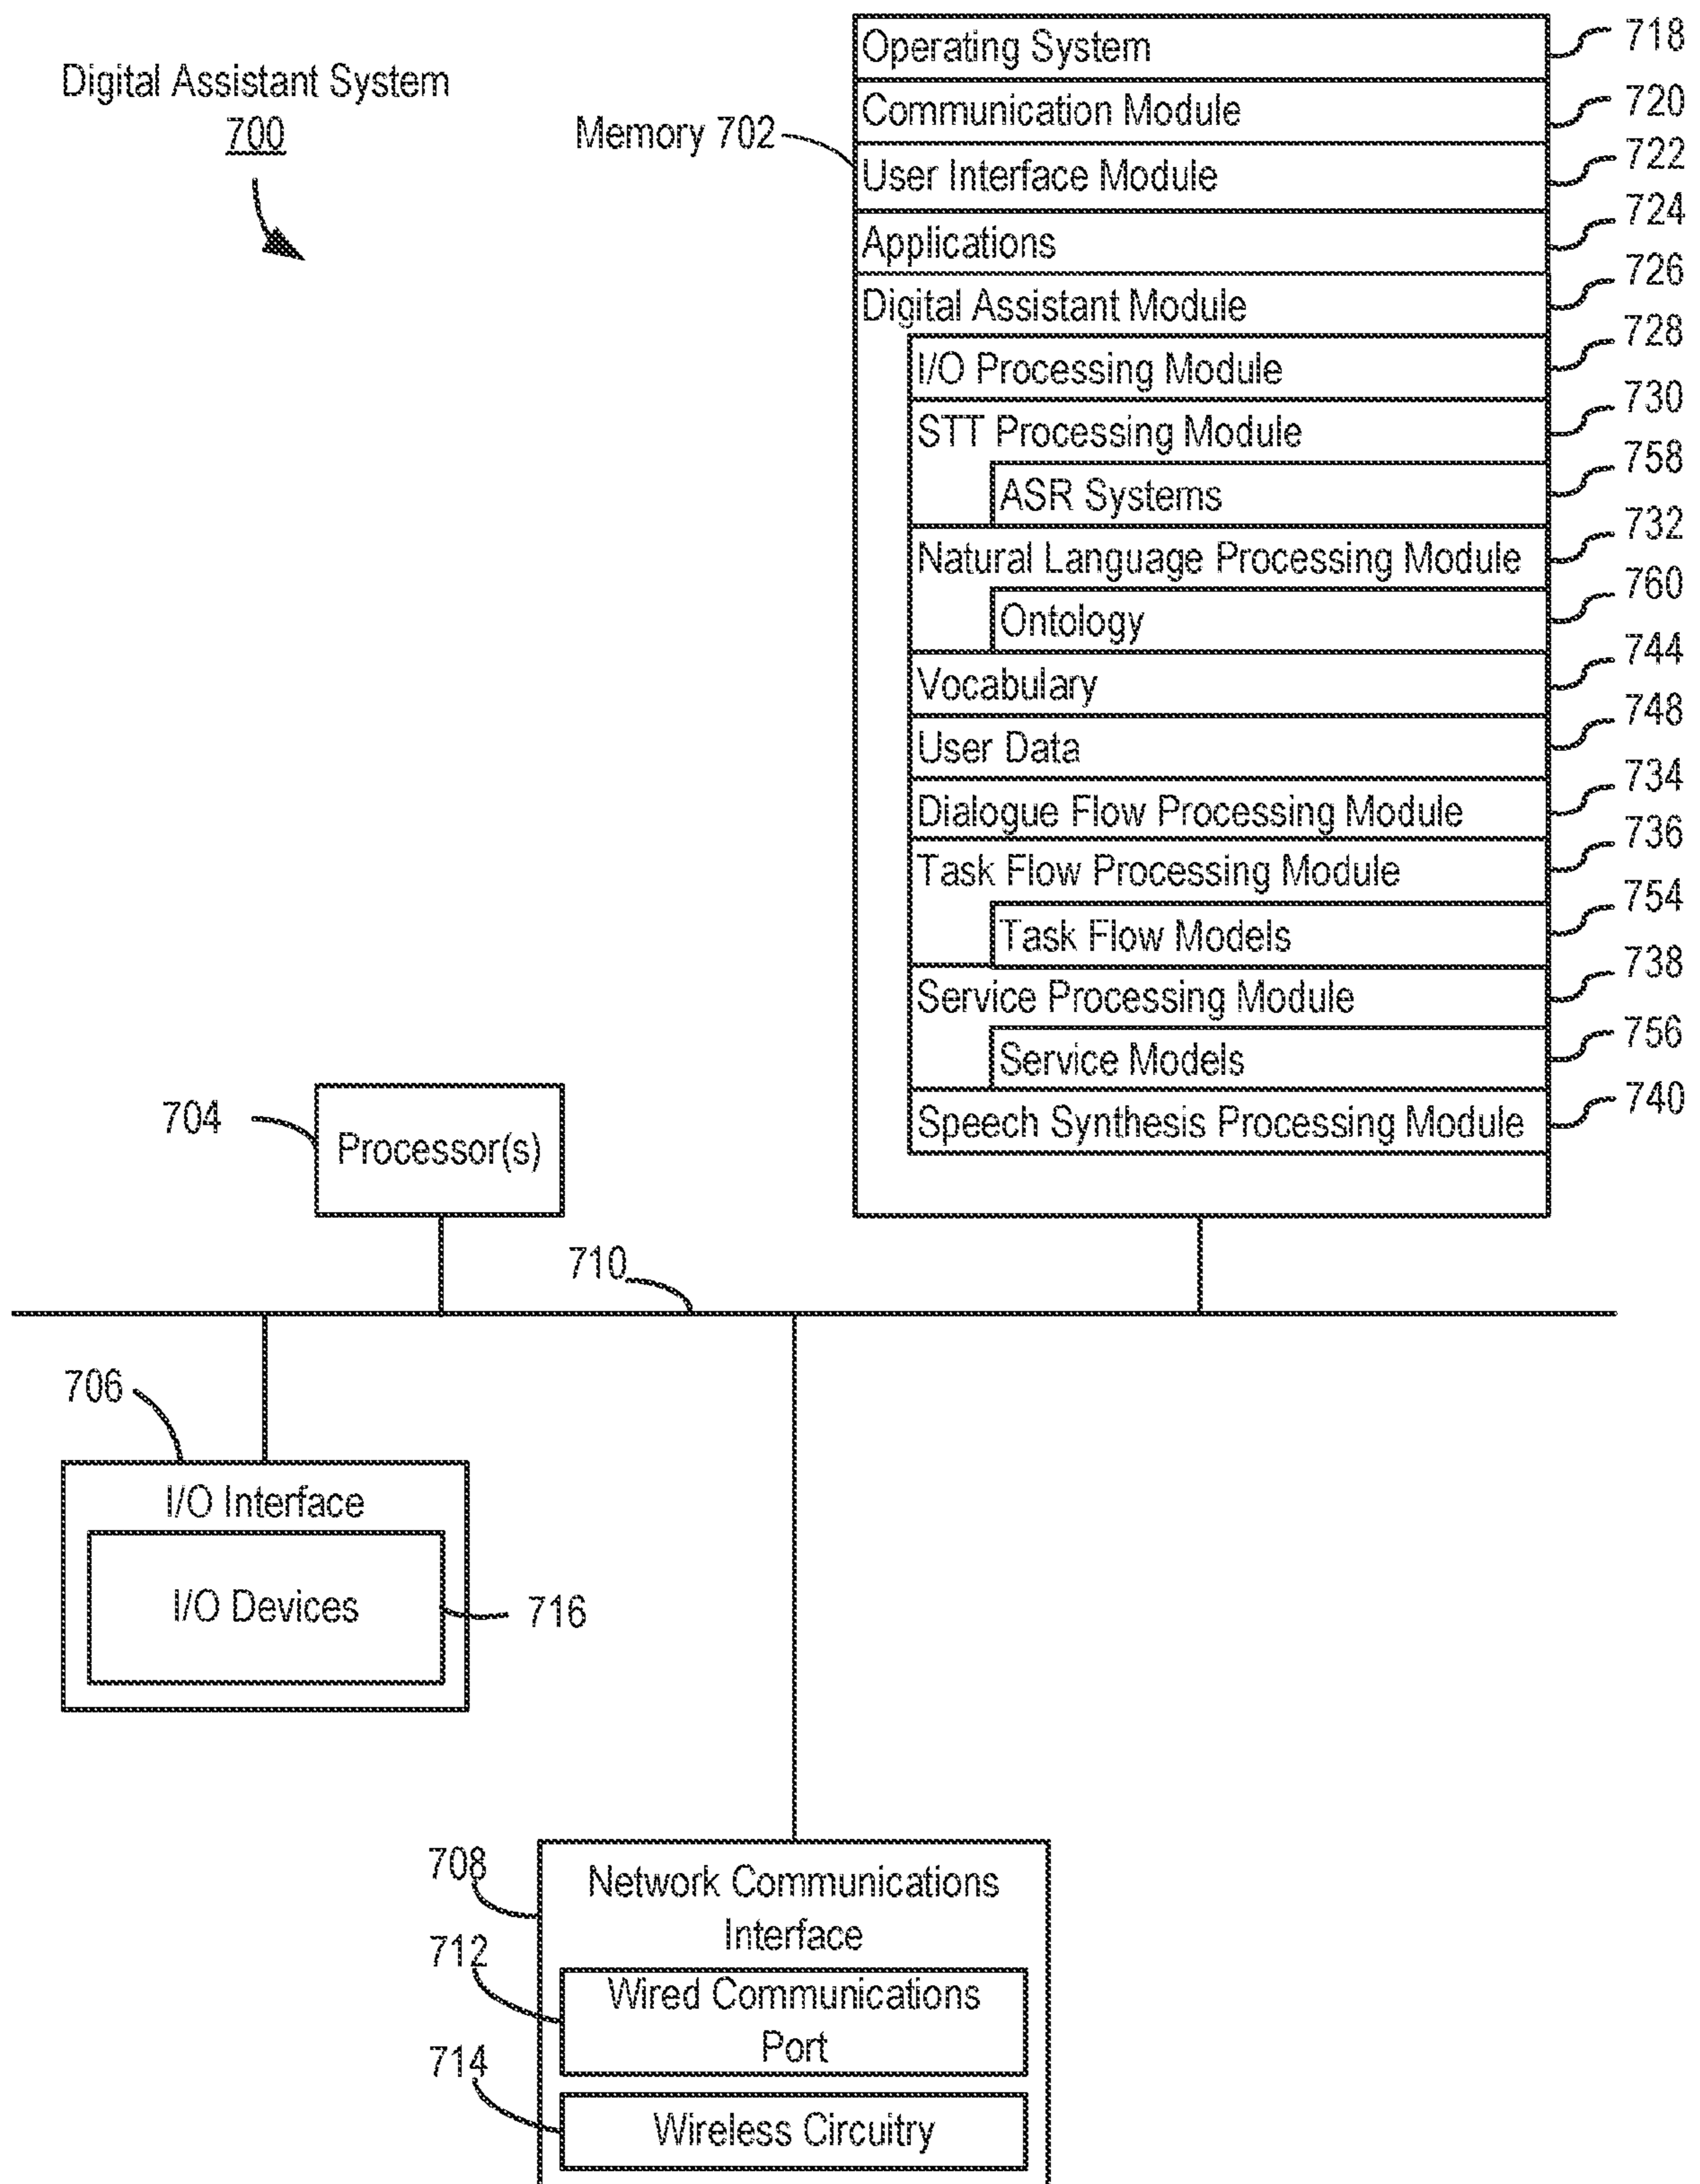 Digital Assistant System
700
Memory 702
Operating System 718
Communication Module 720
User Interface Module 722
Applications 724
Digital Assistant Module 726
I/O Processing Module 728
STT Processing Module 730
ASR Systems 758
Natural Language Processing Module 732
Ontology 760
Vocabulary 744
User Data 748
Dialogue Flow Processing Module 734
Task Flow Processing Module 736
Task Flow Models 754
Service Processing Module 738
Service Models 756
Speech Synthesis Processing Module 740
704
Processor(s)
710
706
I/O Interface
I/O Devices
716
708
Network Communications
Interface
712
Wired Communications
Port
714
Wireless Circuitry